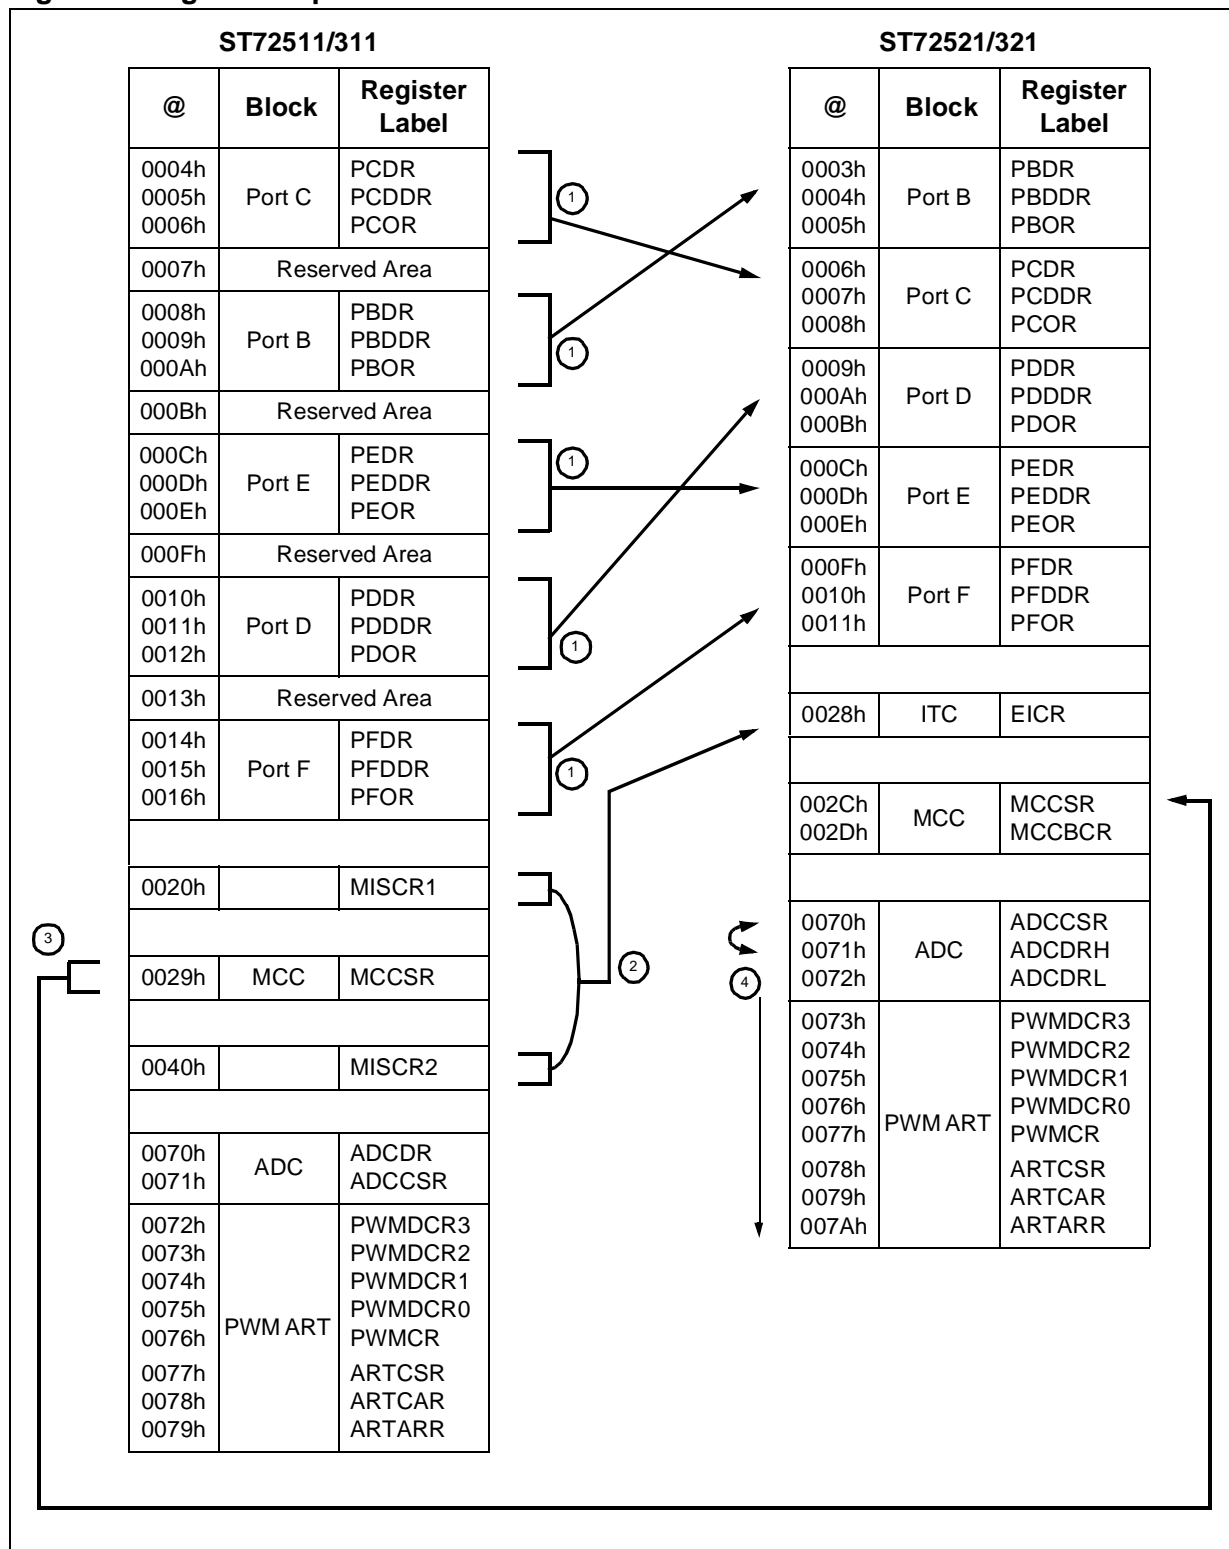 ST72511/311
@ Block Register Label
0004h Port C PCDR
0005h PCDDR
0006h PCOR
0007h Reserved Area
0008h Port B PBDR
0009h PBDDR
000Ah PBOR
000Bh Reserved Area
000Ch Port E PEDR
000Dh PEDDR
000Eh PEOR
000Fh Reserved Area
0010h Port D PDDR
0011h PDDDR
0012h PDOR
0013h Reserved Area
0014h Port F PFDR
0015h PFDDR
0016h PFOR
0020h MISCR1
0029h MCC MCCSR
0040h MISCR2
0070h ADC ADCDR
0071h ADCCSR
0072h PWM ART PWMDCR3
0073h PWMDCR2
0074h PWMDCR1
0075h PWMDCR0
0076h PWMCR
0077h ARTCSR
0078h ARTCAR
0079h ARTARR
1
1
1
1
1
2
3
4
ST72521/321
@ Block Register Label
0003h Port B PBDR
0004h PBDDR
0005h PBOR
0006h Port C PCDR
0007h PCDDR
0008h PCOR
0009h Port D PDDR
000Ah PDDDR
000Bh PDOR
000Ch Port E PEDR
000Dh PEDDR
000Eh PEOR
000Fh Port F PFDR
0010h PFDDR
0011h PFOR
0028h ITC EICR
002Ch MCC MCCSR
002Dh MCCBCR
0070h ADC ADCCSR
0071h ADCDRH
0072h ADCDRL
0073h PWM ART PWMDCR3
0074h PWMDCR2
0075h PWMDCR1
0076h PWMDCR0
0077h PWMCR
0078h ARTCSR
0079h ARTCAR
007Ah ARTARR